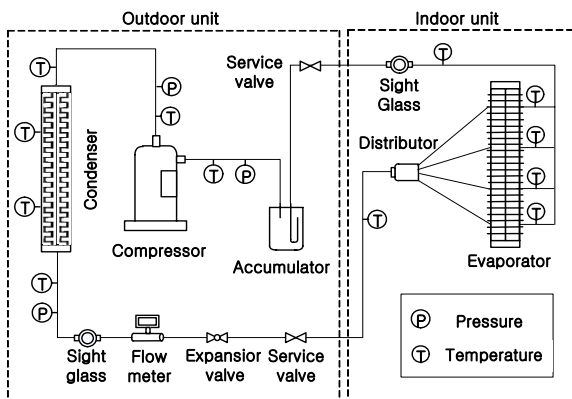 Outdoor unit
Indoor unit
T
T
P
T
Service
valve
Sight
Glass
T
T
T
Condenser
Compressor
T
P
Accumulator
Distributor
T
T
T
T
T
Evaporator
T
P
Sight
glass
Flow
meter
Expansior
valve
Service
valve
P Pressure
T Temperature